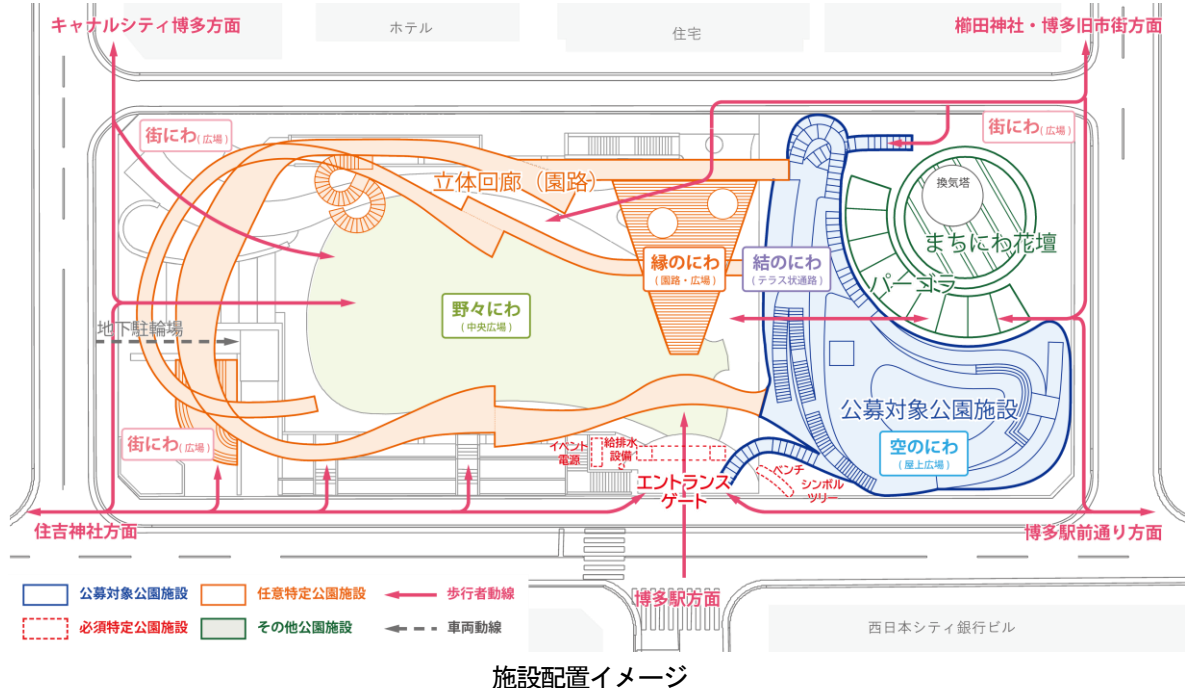 キャナルシティ博多方面
ホテル
住宅
櫛田神社・博多旧市街方面
街にわ(広場)
街にわ(広場)
立体回廊（園路）
換気塔
まちにわ花壇
パーゴラ
縁のにわ
(園路・広場)
結のにわ
(テラス状通路)
野々にわ
(中央広場)
地下駐輪場
公募対象公園施設
空のにわ
(屋上広場)
街にわ(広場)
イベント
電源
給排水
設備
エントランス
ゲート
ベンチ
シンボル
ツリー
住吉神社方面
博多駅前通り方面
博多駅方面
西日本シティ銀行ビル
公募対象公園施設
任意特定公園施設
歩行者動線
必須特定公園施設
その他公園施設
車両動線
施設配置イメージ